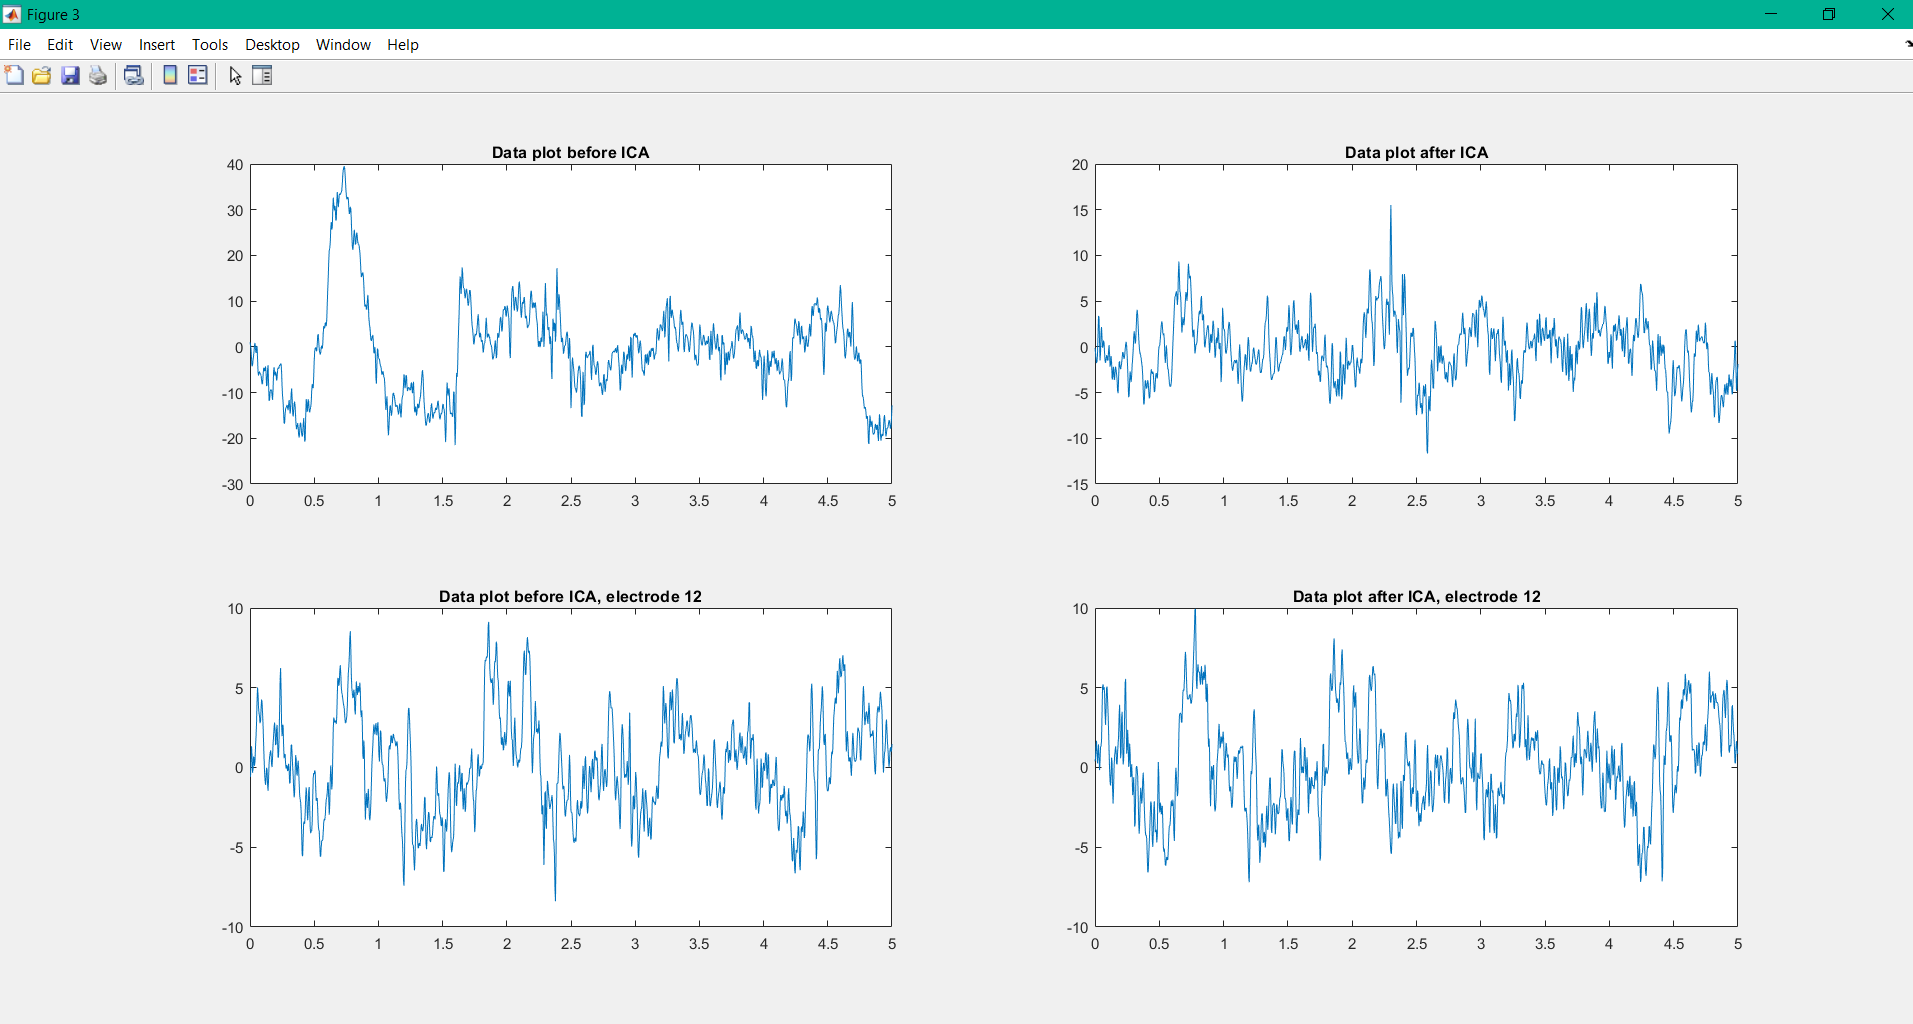 Figure 3
File Edit View Insert Tools Desktop Window Help
Data plot before ICA
40
30
20
10
0
-10
-20
-30
0 0.5 1 1.5 2 2.5 3 3.5 4 4.5 5
Data plot after ICA
20
15
10
5
0
-5
-10
-15
0 0.5 1 1.5 2 2.5 3 3.5 4 4.5 5
Data plot before ICA, electrode 12
10
5
0
-5
-10
0 0.5 1 1.5 2 2.5 3 3.5 4 4.5 5
Data plot after ICA, electrode 12
10
5
0
-5
-10
0 0.5 1 1.5 2 2.5 3 3.5 4 4.5 5